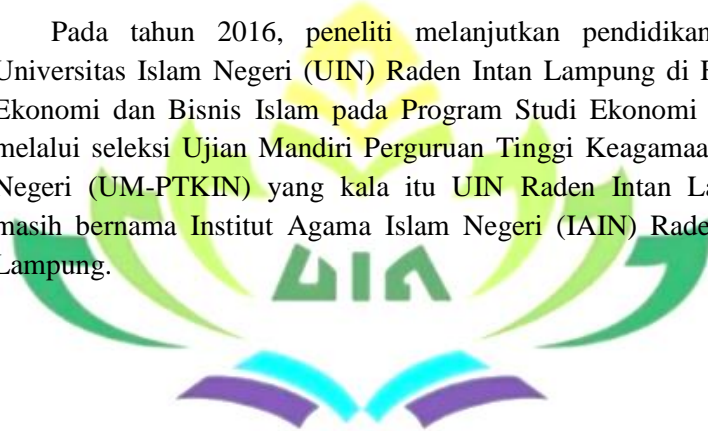 Pada tahun 2016, peneliti melanjutkan pendidikan
Universitas Islam Negeri (UIN) Raden Intan Lampung di
Ekonomi dan Bisnis Islam pada Program Studi Ekonomi
melalui seleksi Ujian Mandiri Perguruan Tinggi Keagamaa
Negeri (UM-PTKIN) yang kala itu UIN Raden Intan La
masih bernama Institut Agama Islam Negeri (IAIN) Rade
Lampung.
UIN